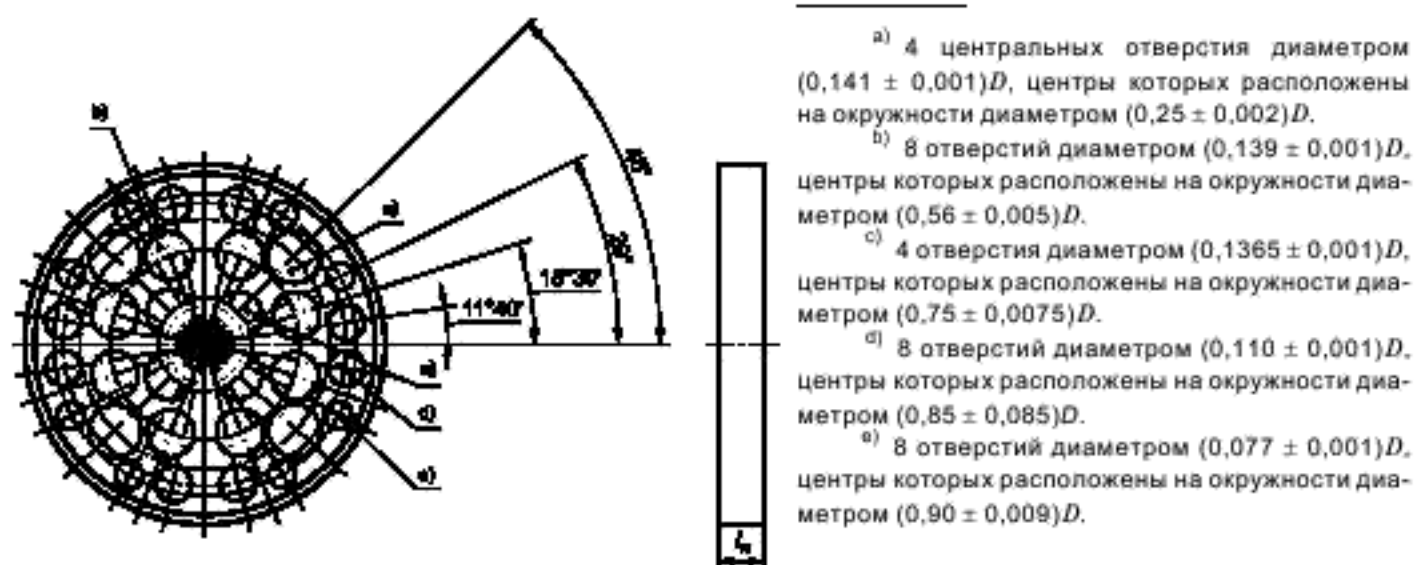 11°40'
a) 4 центральных отверстия диаметром
(0,141 ± 0,001)D, центры которых расположены
на окружности диаметром (0,25 ± 0,002)D.
b) 8 отверстий диаметром (0,139 ± 0,001)D,
центры которых расположены на окружности диа-
метром (0,56 ± 0,005)D.
c) 4 отверстия диаметром (0,1365 ± 0,001)D,
центры которых расположены на окружности диа-
метром (0,75 ± 0,0075)D.
d) 8 отверстий диаметром (0,110 ± 0,001)D,
центры которых расположены на окружности диа-
метром (0,85 ± 0,085)D.
e) 8 отверстий диаметром (0,077 ± 0,001)D,
центры которых расположены на окружности диа-
метром (0,90 ± 0,009)D.